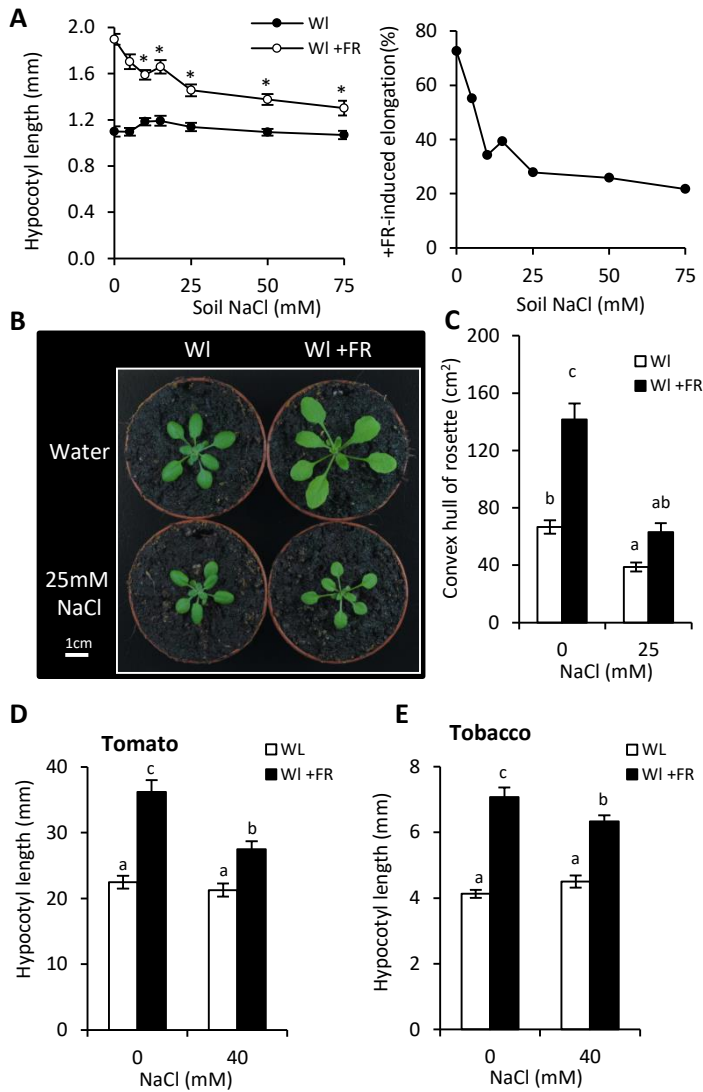 A
Hypocotyl length (mm)
2.0
1.6
1.2
0.8
0.4
0.0
Wl
Wl +FR
* * * * *
0 25 50 75
Soil NaCl (mM)
+FR-induced elongation(%)
80
60
40
20
0
0 25 50 75
Soil NaCl (mM)
B
Wl Wl +FR
Water
25mM
NaCl
1cm
C
Convex hull of rosette (cm²)
200
160
120
80
40
0
Wl
Wl +FR
b c a ab
0 25
NaCl (mM)
D
Tomato
WL
Wl +FR
Hypocotyl length (mm)
40
30
20
10
0
a c a b
0 40
NaCl (mM)
E
Tobacco
WL
Wl +FR
Hypocotyl length (mm)
8
6
4
2
0
a c a b
0 40
NaCl (mM)